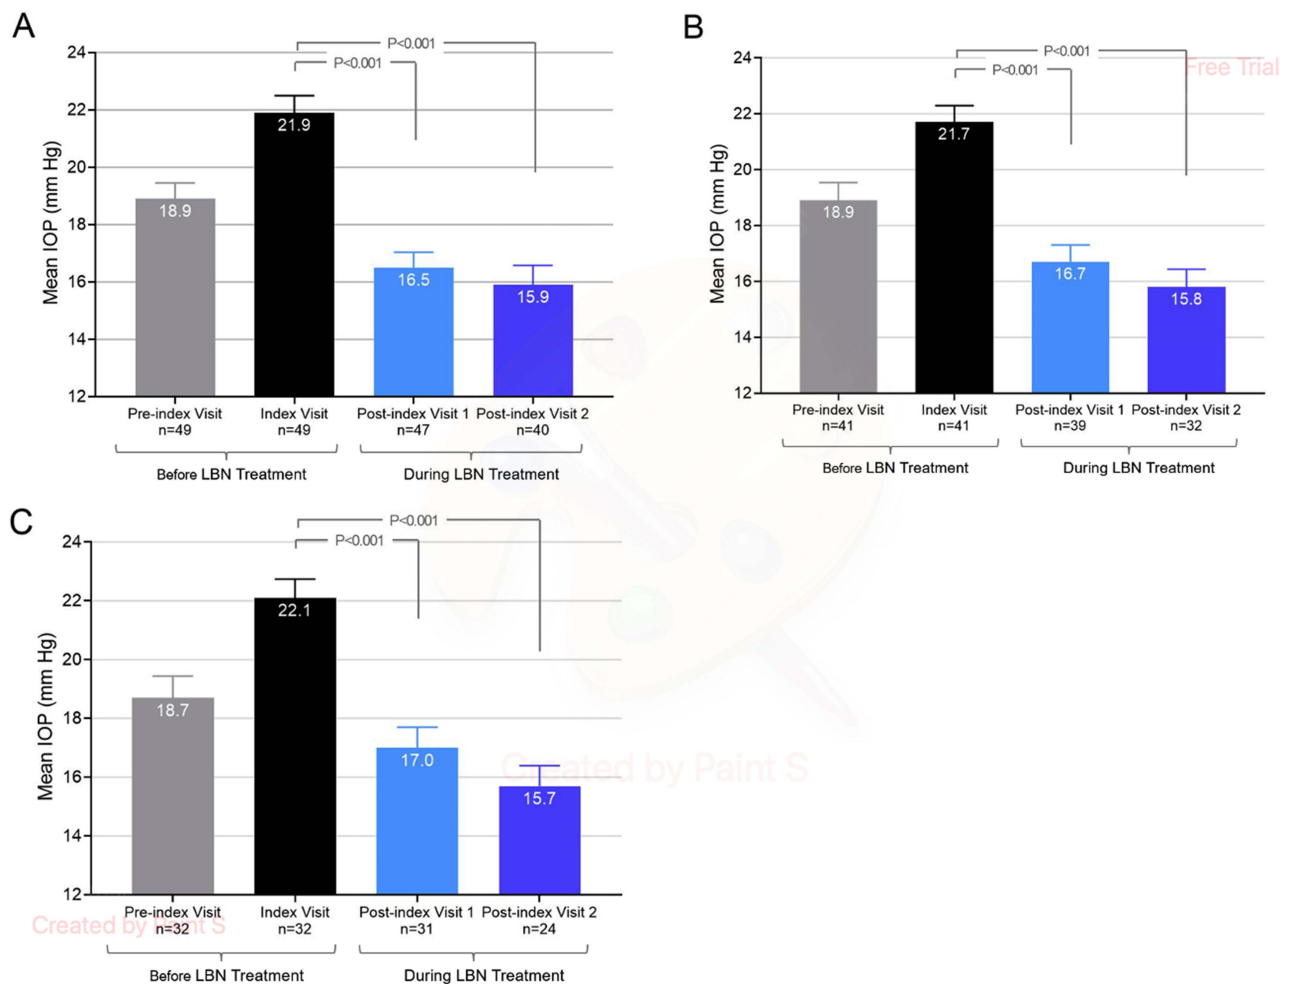 A
Mean IOP (mm Hg)
24
22
20
18
16
14
12
P<0.001
P<0.001
18.9
21.9
16.5
15.9
Pre-index Visit
n=49
Index Visit
n=49
Post-index Visit 1
n=47
Post-index Visit 2
n=40
Before LBN Treatment
During LBN Treatment
B
Free Trial
Mean IOP (mm Hg)
24
22
20
18
16
14
12
P<0.001
P<0.001
18.9
21.7
16.7
15.8
Pre-index Visit
n=41
Index Visit
n=41
Post-index Visit 1
n=39
Post-index Visit 2
n=32
Before LBN Treatment
During LBN Treatment
C
Mean IOP (mm Hg)
24
22
20
18
16
14
12
P<0.001
P<0.001
18.7
22.1
17.0
15.7
Created by Paint S
Pre-index Visit
n=32
Index Visit
n=32
Post-index Visit 1
n=31
Post-index Visit 2
n=24
Created by Paint S
Before LBN Treatment
During LBN Treatment